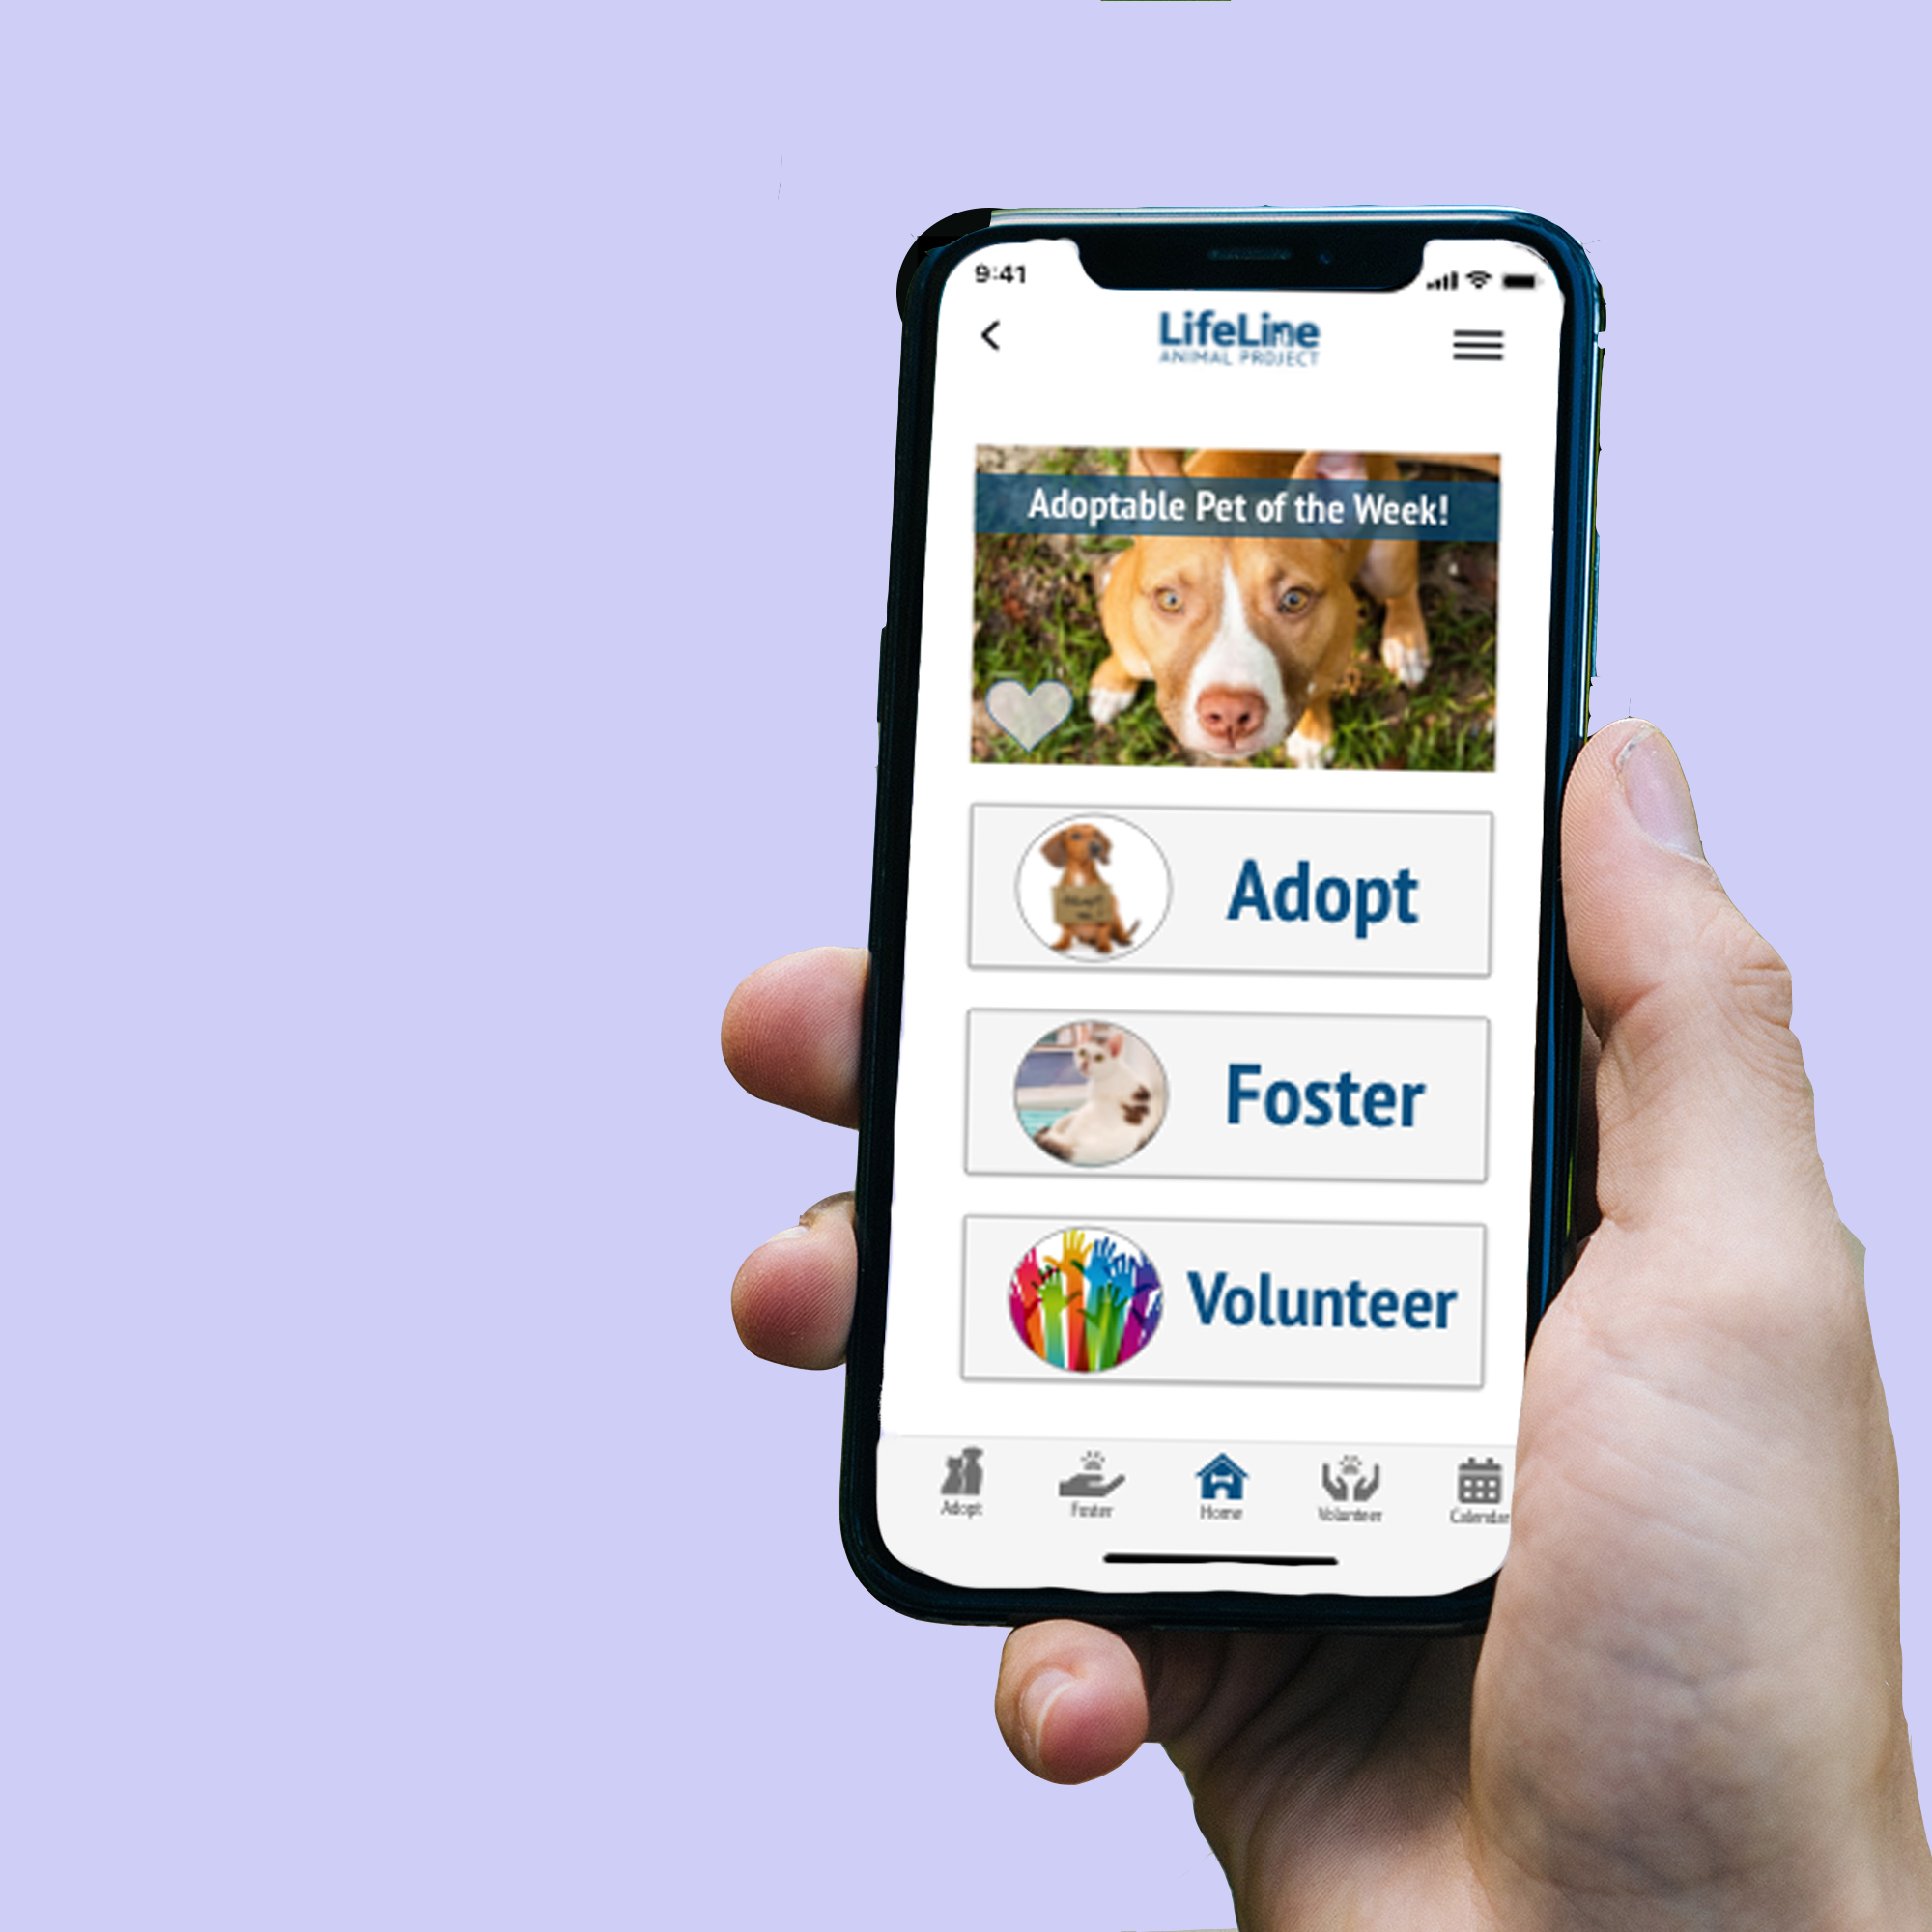 9:41
LifeLine
ANIMAL PROJECT
Adoptable Pet of the Week!
Adopt
Foster
Volunteer
Adopt
Foster
Home
Volunteer
Calendar